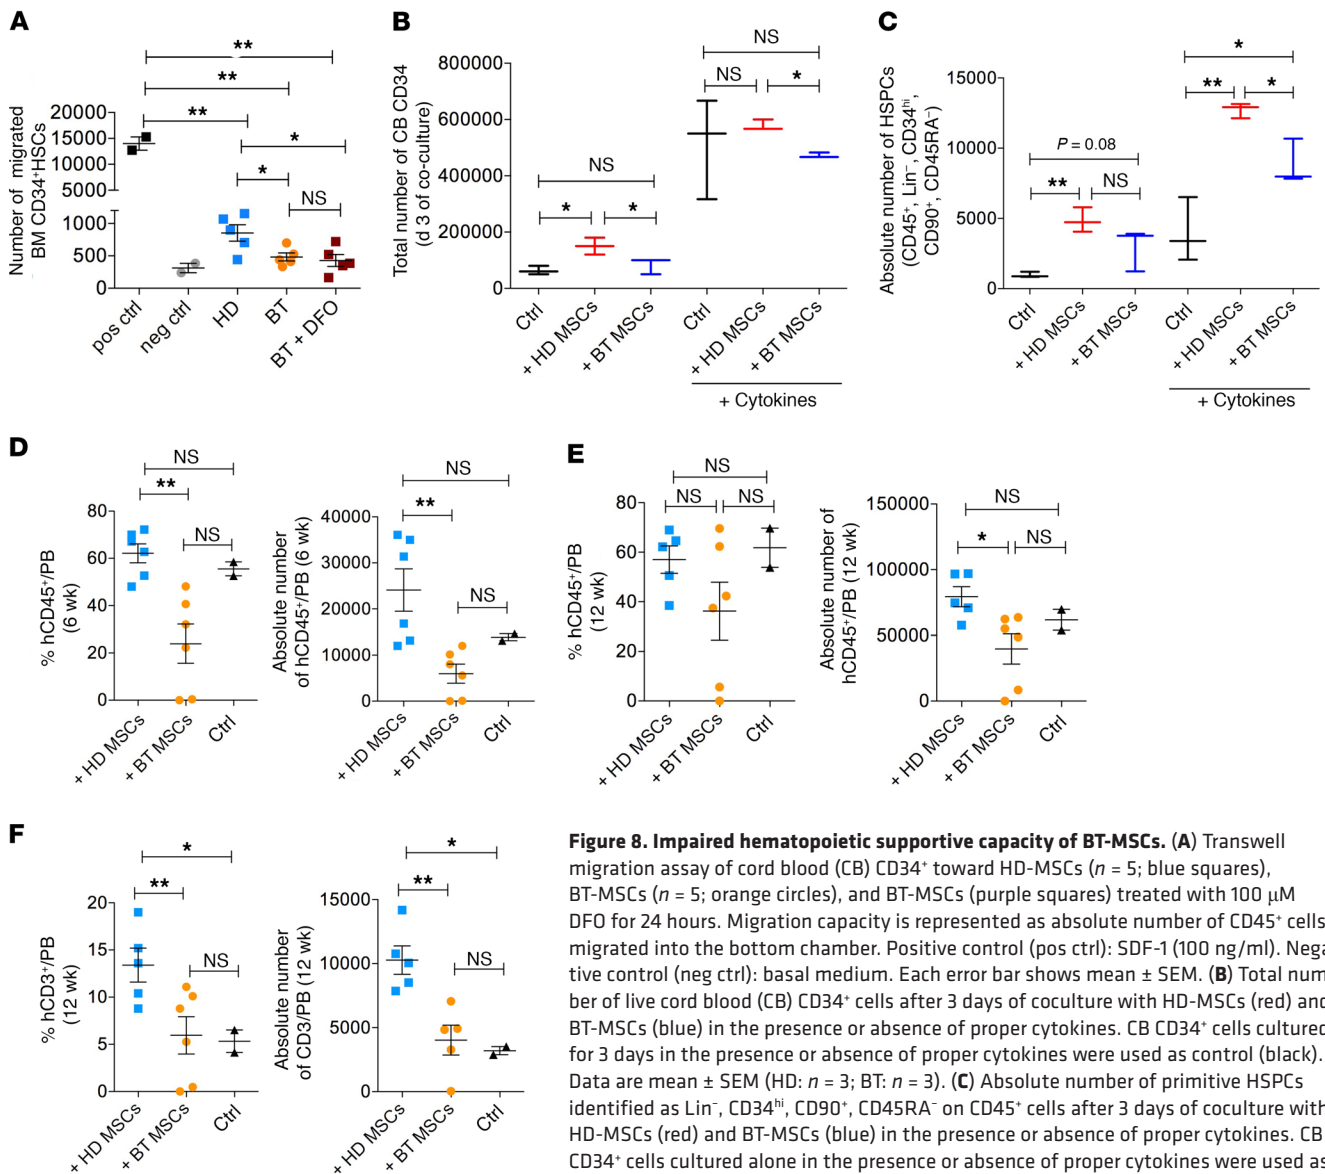 A
Number of migrated
BM CD34⁺HSCs
20000
15000
10000
5000
1000
500
0
**
**
**
*
*
NS
pos ctrl
neg ctrl
HD
BT
BT + DFO
B
Total number of CB CD34
(d 3 of co-culture)
800000
600000
400000
200000
0
NS
NS
*
NS
*
*
Ctrl
+ HD MSCs
+ BT MSCs
Ctrl
+ HD MSCs
+ BT MSCs
+ Cytokines
C
Absolute number of HSPCs
(CD45⁺, Lin⁻, CD34ʰⁱ,
CD90⁺, CD45RA⁻)
15000
10000
5000
0
*
**
*
P = 0.08
**
NS
Ctrl
+ HD MSCs
+ BT MSCs
Ctrl
+ HD MSCs
+ BT MSCs
+ Cytokines
D
% hCD45⁺/PB
(6 wk)
80
60
40
20
0
NS
**
NS
+ HD MSCs
+ BT MSCs
Ctrl
Absolute number
of hCD45⁺/PB (6 wk)
40000
30000
20000
10000
0
NS
**
NS
+ HD MSCs
+ BT MSCs
Ctrl
E
% hCD45⁺/PB
(12 wk)
80
60
40
20
0
NS
NS
NS
+ HD MSCs
+ BT MSCs
Ctrl
Absolute number of
hCD45⁺/PB (12 wk)
150000
100000
50000
0
NS
*
NS
+ HD MSCs
+ BT MSCs
Ctrl
F
% hCD3⁺/PB
(12 wk)
20
15
10
5
0
*
**
NS
+ HD MSCs
+ BT MSCs
Ctrl
Absolute number
of CD3/PB (12 wk)
15000
10000
5000
0
*
**
NS
+ HD MSCs
+ BT MSCs
Ctrl
Figure 8. Impaired hematopoietic supportive capacity of BT-MSCs. (A) Transwell
migration assay of cord blood (CB) CD34⁺ toward HD-MSCs (n = 5; blue squares),
BT-MSCs (n = 5; orange circles), and BT-MSCs (purple squares) treated with 100 μM
DFO for 24 hours. Migration capacity is represented as absolute number of CD45⁺ cells
migrated into the bottom chamber. Positive control (pos ctrl): SDF-1 (100 ng/ml). Nega
tive control (neg ctrl): basal medium. Each error bar shows mean ± SEM. (B) Total num
ber of live cord blood (CB) CD34⁺ cells after 3 days of coculture with HD-MSCs (red) and
BT-MSCs (blue) in the presence or absence of proper cytokines. CB CD34⁺ cells cultured
for 3 days in the presence or absence of proper cytokines were used as control (black).
Data are mean ± SEM (HD: n = 3; BT: n = 3). (C) Absolute number of primitive HSPCs
identified as Lin⁻, CD34ʰⁱ, CD90⁺, CD45RA⁻ on CD45⁺ cells after 3 days of coculture with
HD-MSCs (red) and BT-MSCs (blue) in the presence or absence of proper cytokines. CB
CD34⁺ cells cultured alone in the presence or absence of proper cytokines were used as